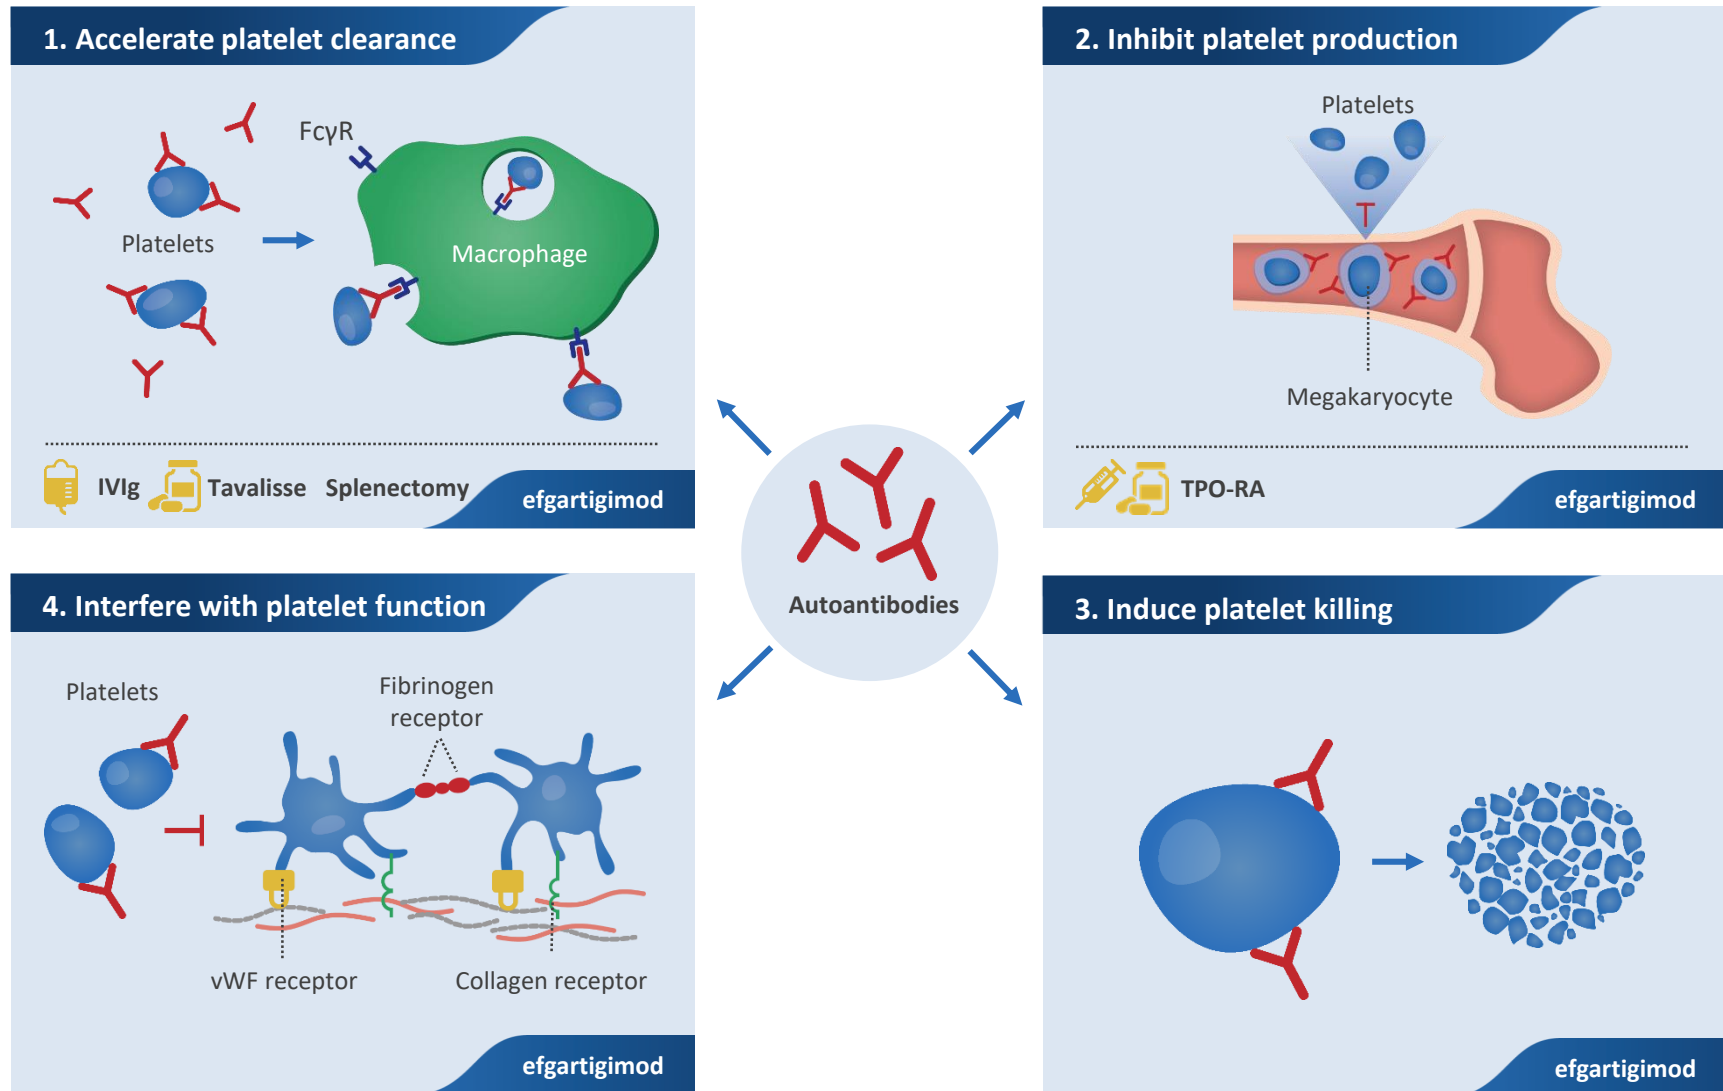 1. Accelerate platelet clearance
FcγR
Platelets
Macrophage
IVIg
Tavalisse
Splenectomy
efgartigimod
2. Inhibit platelet production
Platelets
Megakaryocyte
TPO-RA
efgartigimod
Autoantibodies
4. Interfere with platelet function
Platelets
Fibrinogen
receptor
vWF receptor
Collagen receptor
efgartigimod
3. Induce platelet killing
efgartigimod